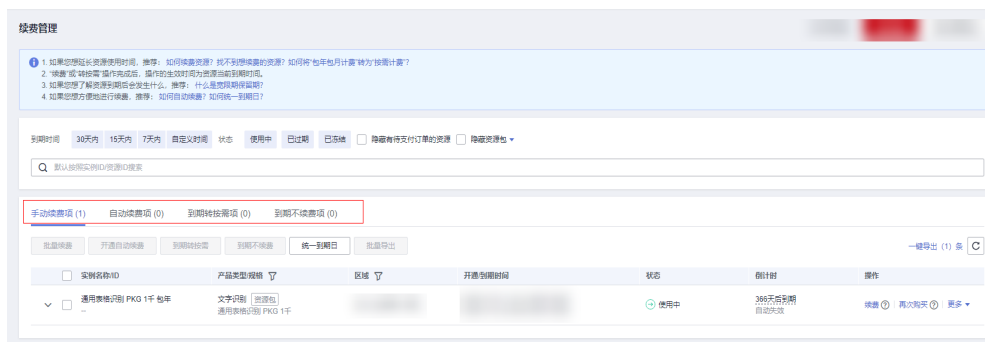 续费管理
1. 如果您想延长资源使用时间，推荐： 如何续费资源？找不到想续费的资源？如何将“包年包月计费”转为“按需计费”？
2. “续费”或“转按需”操作完成后，操作的生效时间为资源当前到期时间。
3. 如果您想了解资源到期后会发生什么，推荐： 什么是宽限期保留期？
4. 如果您想方便地进行续费，推荐： 如何自动续费？如何统一到期日？
到期时间 30天内 15天内 7天内 自定义时间 状态 使用中 已过期 已冻结 隐藏有待支付订单的资源 隐藏资源包
默认按照实例ID/资源ID搜索
手动续费项 (1) 自动续费项 (0) 到期转按需项 (0) 到期不续费项 (0)
批量续费 开通自动续费 到期转按需 到期不续费 统一到期日 批量导出 一键导出 (1) 条
实例名称/ID 产品类型/规格 区域 开通/到期时间 状态 倒计时 操作
通用表格识别 PKG 1千 包年 文字识别 资源包 使用中 366天后到期 续费 再次购买 更多
-- 通用表格识别 PKG 1千 自动失效